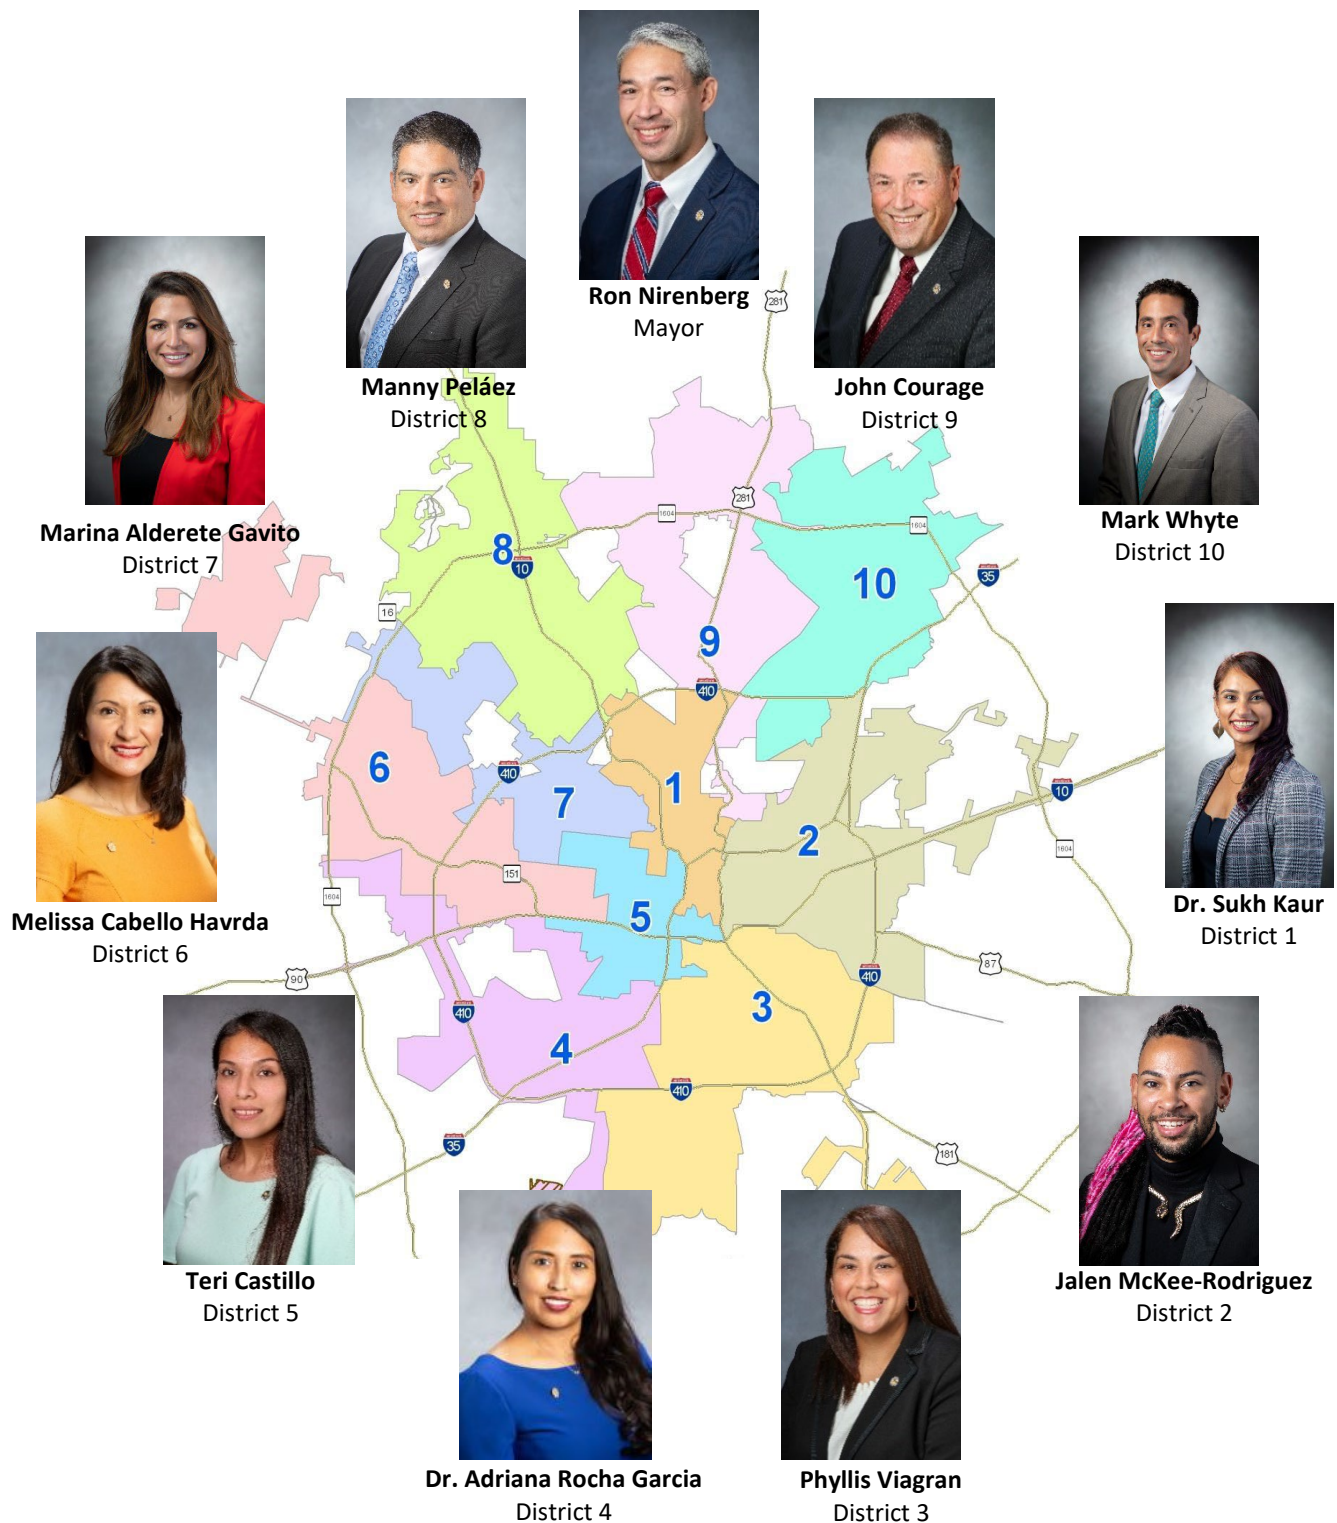 Ron Nirenberg
Mayor
Manny Peláez
District 8
John Courage
District 9
Marina Alderete Gavito
District 7
Mark Whyte
District 10
Melissa Cabello Havrda
District 6
Dr. Sukh Kaur
District 1
Teri Castillo
District 5
Jalen McKee-Rodriguez
District 2
Dr. Adriana Rocha Garcia
District 4
Phyllis Viagran
District 3
281
281
1604
1604
8
10
10
35
16
9
410
6
410
7
1
10
2
1604
151
1604
5
87
90
410
3
410
4
410
35
181